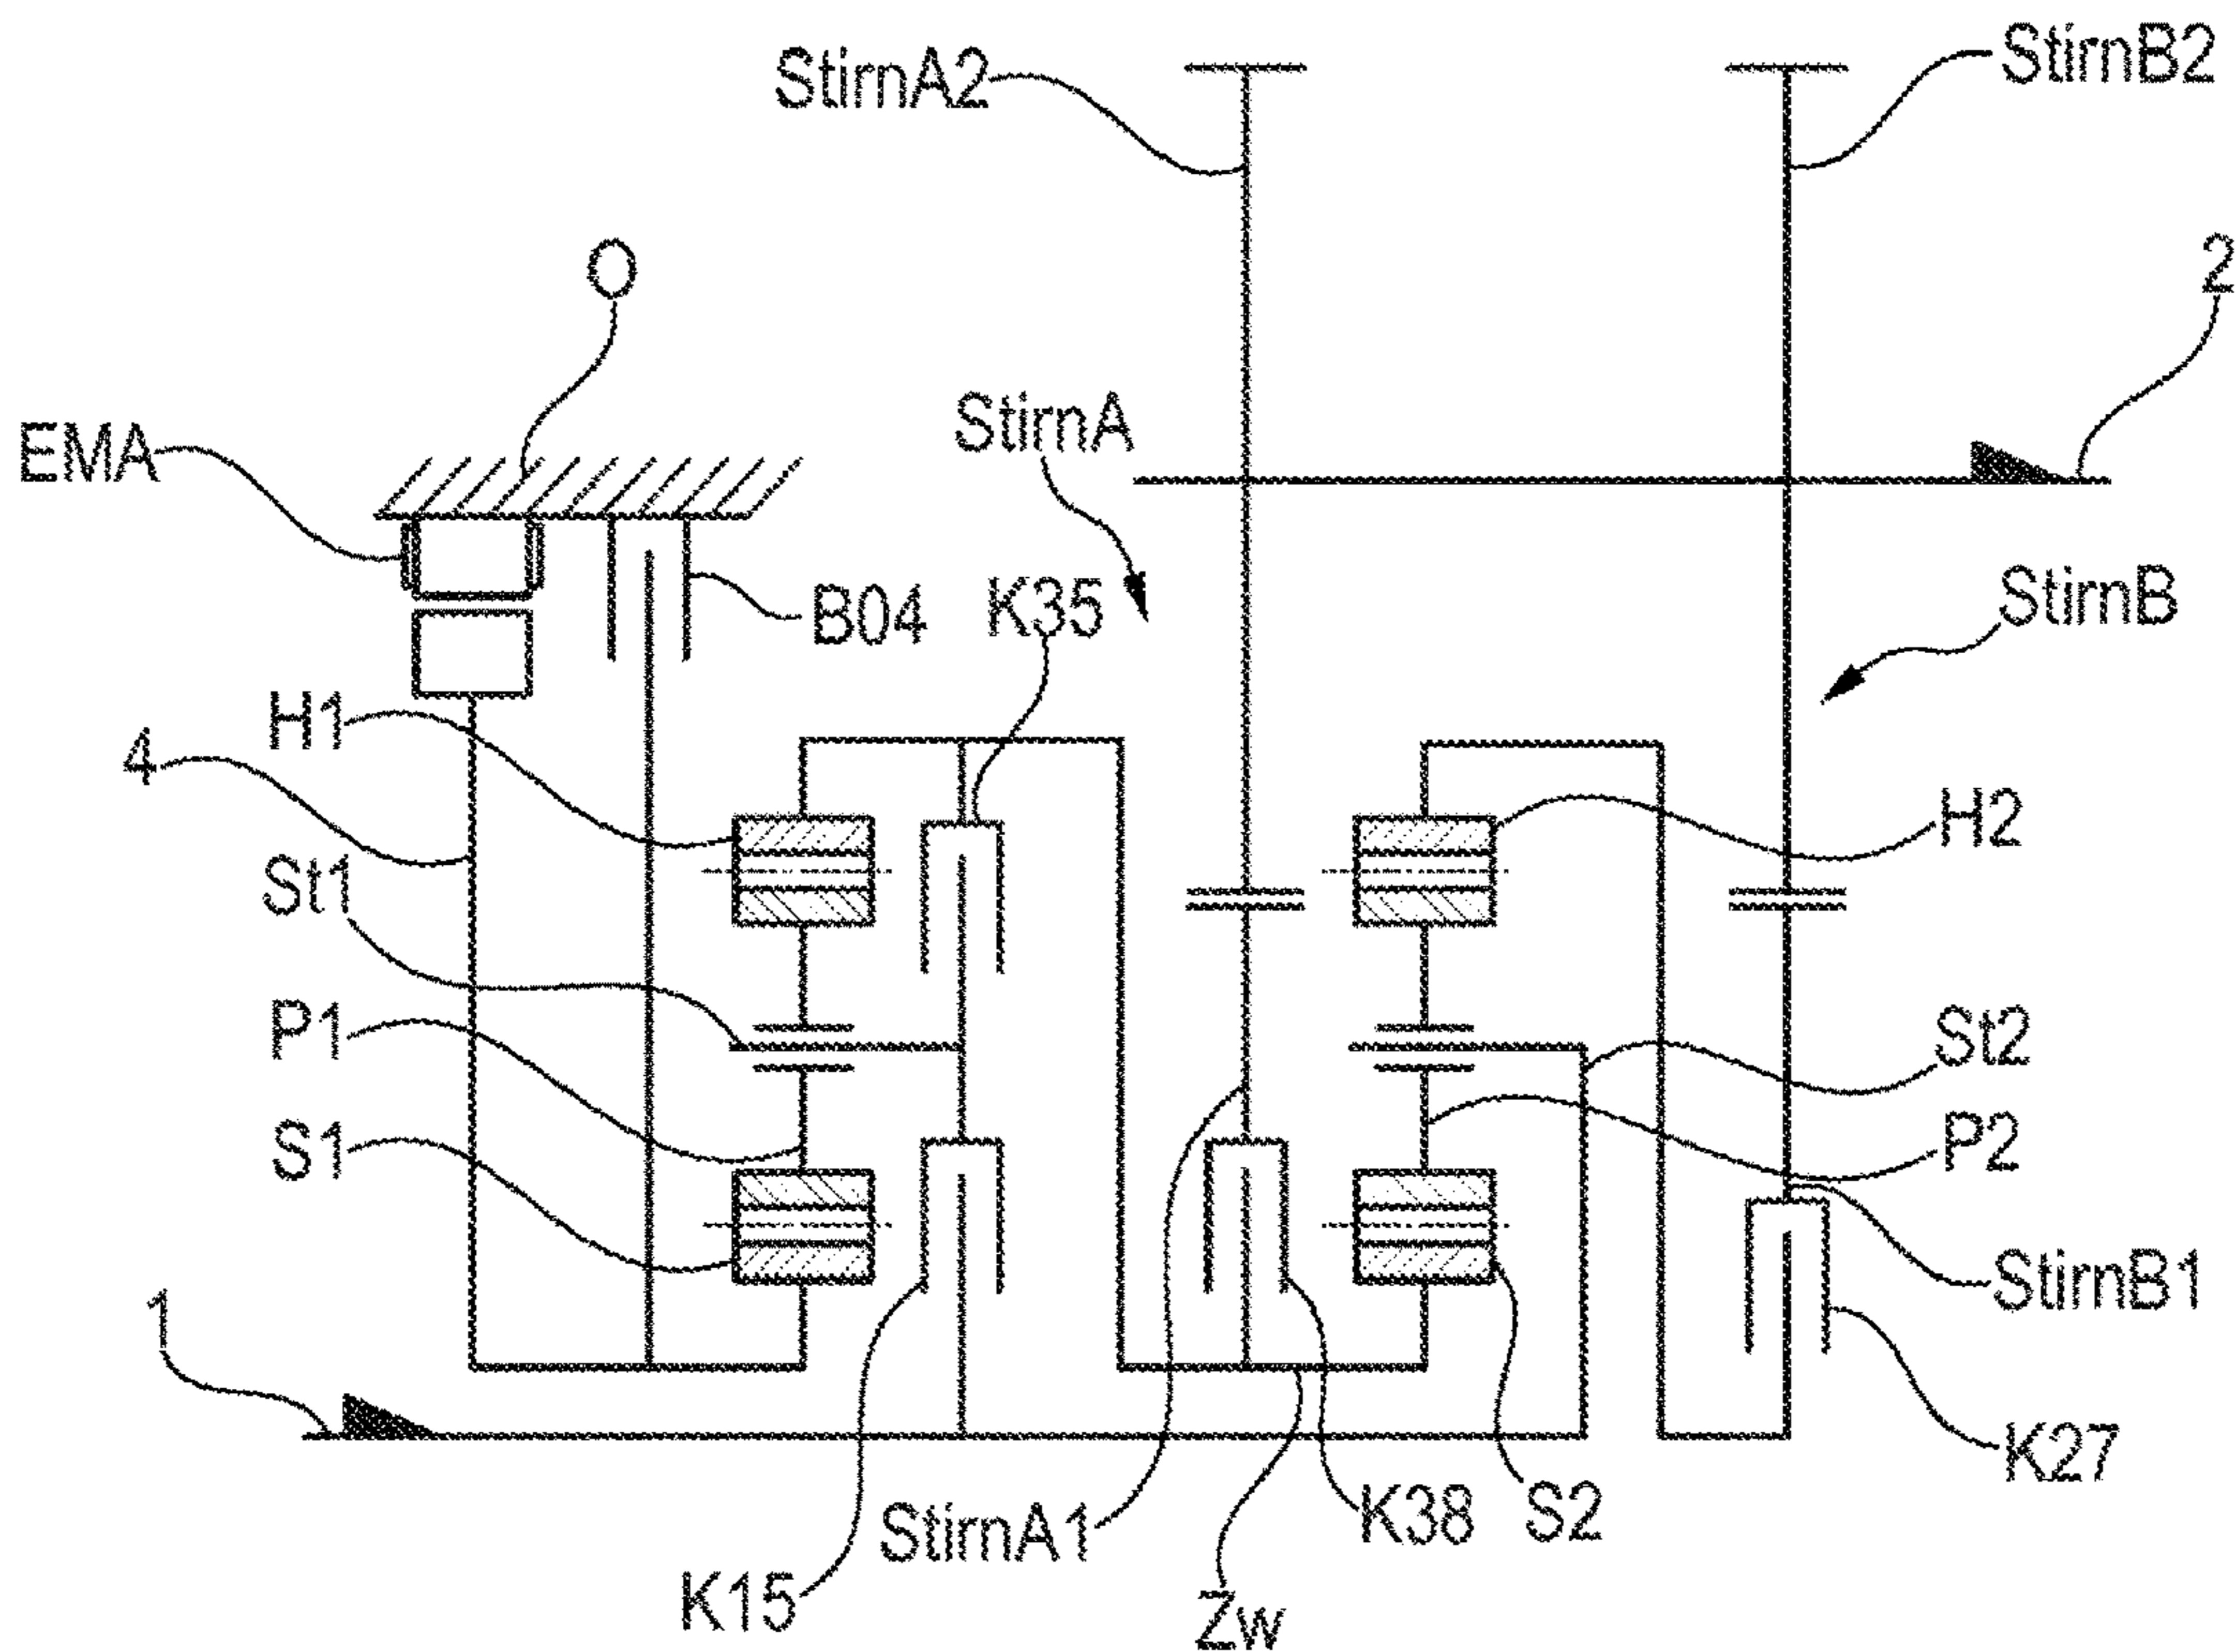 StirnA2
StirnB2
O
2
StirnA
EMA
StirnB
B04
K35
H1
4
H2
St1
P1
St2
S1
P2
StirnB1
1
K27
StirnA1
K38
S2
K15
Zw